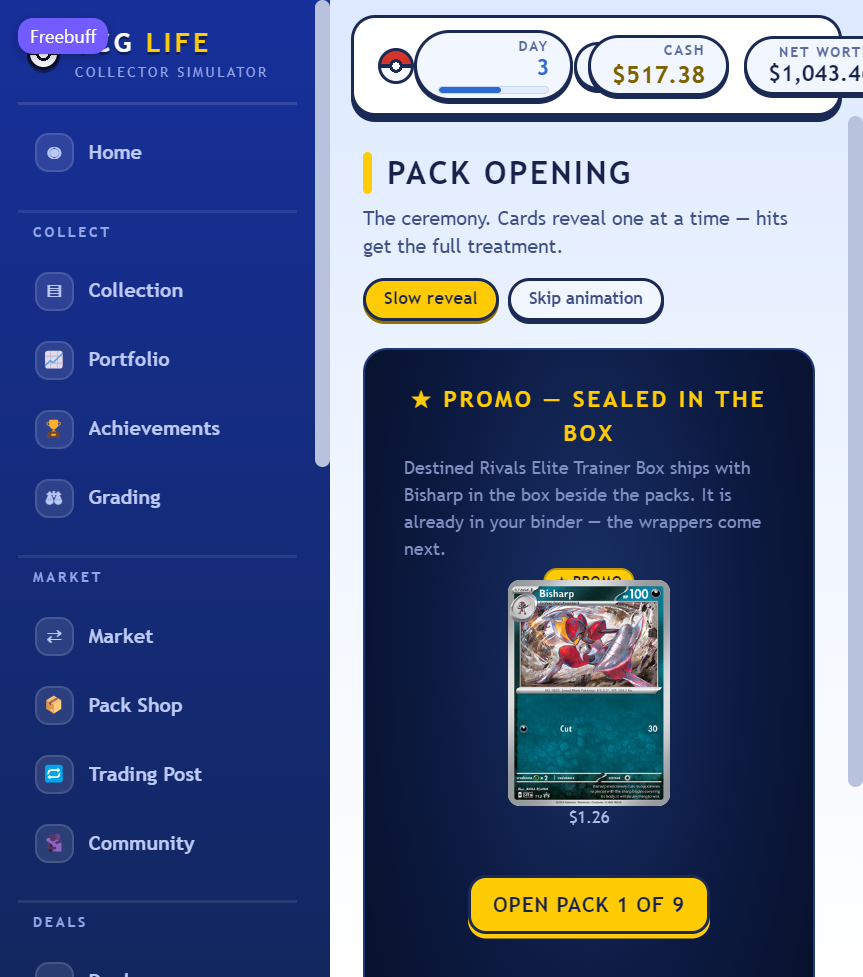 Freebuff
CG LIFE
COLLECTOR SIMULATOR
Home
COLLECT
Collection
Portfolio
Achievements
Grading
MARKET
Market
Pack Shop
Trading Post
Community
DEALS
DAY
3
CASH
$517.38
NET WORT
$1,043.4
PACK OPENING
The ceremony. Cards reveal one at a time — hits
get the full treatment.
Slow reveal
Skip animation
★ PROMO — SEALED IN THE
BOX
Destined Rivals Elite Trainer Box ships with
Bisharp in the box beside the packs. It is
already in your binder — the wrappers come
next.
★ PROMO
Bisharp
100
Cut 30
$1.26
OPEN PACK 1 OF 9